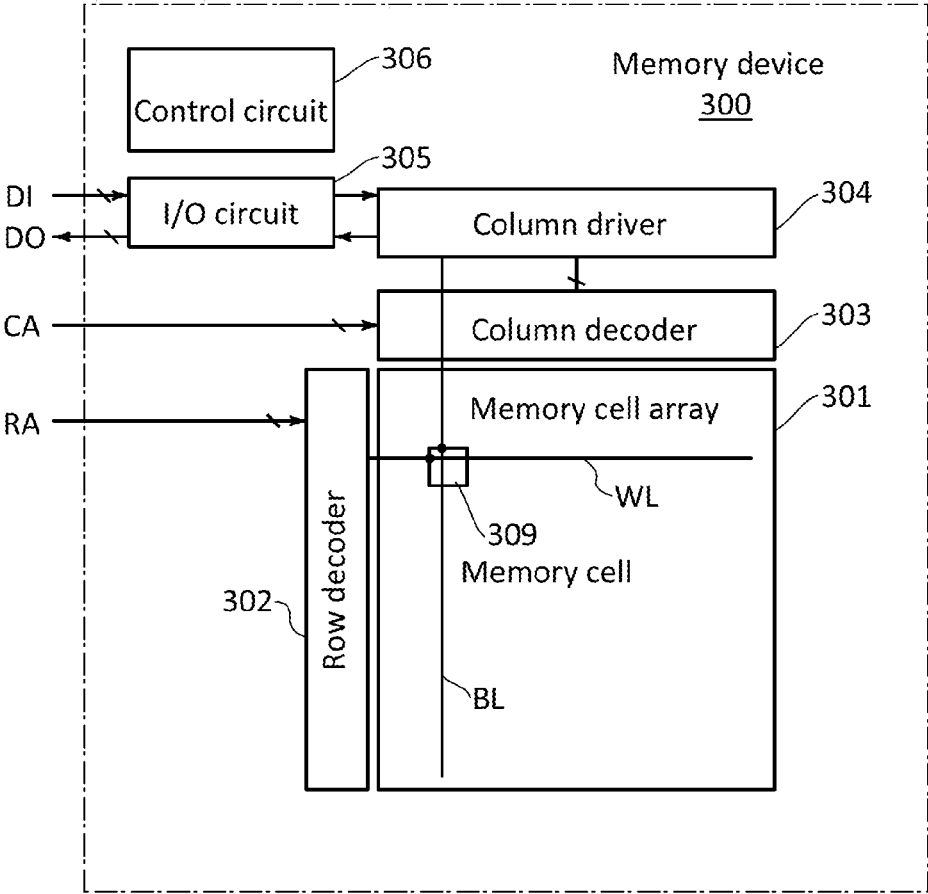 306
Memory device
300
Control circuit
305
DI
I/O circuit
304
DO
Column driver
303
CA
Column decoder
301
RA
Memory cell array
WL
309
Memory cell
302
Row decoder
BL